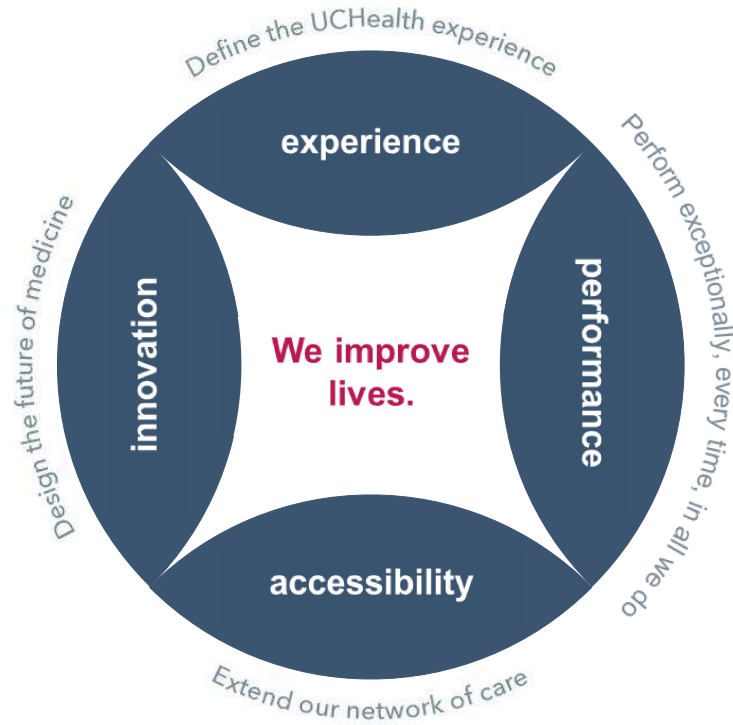 Define the UCHealth experience
experience
Perform exceptionally, every time, in all we do
performance
Design the future of medicine
innovation
We improve
lives.
accessibility
Extend our network of care